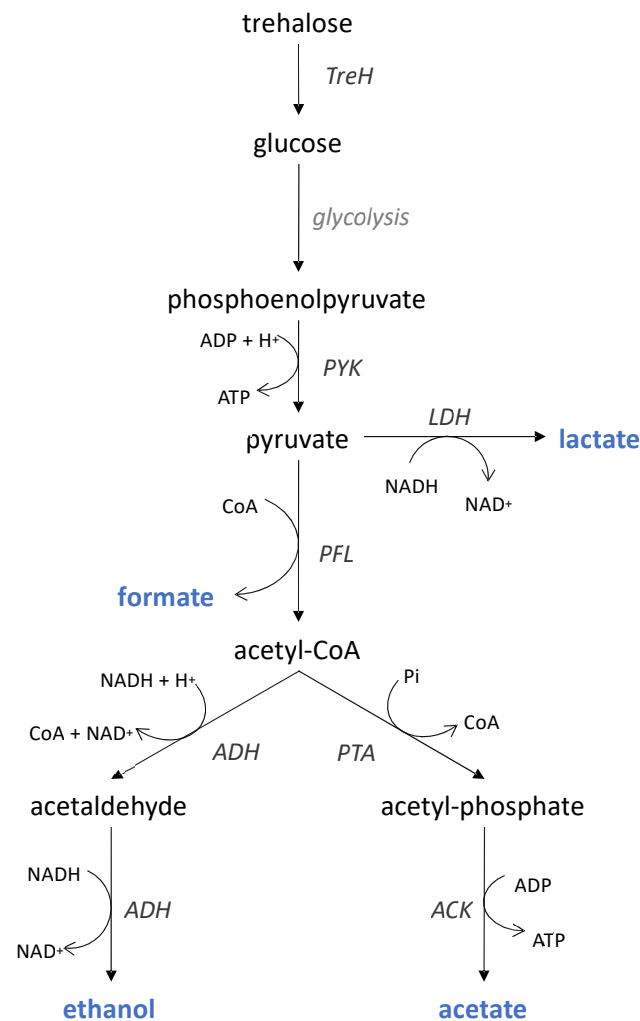 trehalose
TreH
glucose
glycolysis
phosphoenolpyruvate
ADP + H+
PYK
ATP
pyruvate
LDH
lactate
NADH
NAD+
CoA
PFL
formate
acetyl-CoA
NADH + H+
Pi
CoA + NAD+
CoA
ADH
PTA
acetaldehyde
acetyl-phosphate
NADH
ADP
ADH
ACK
NAD+
ATP
ethanol
acetate